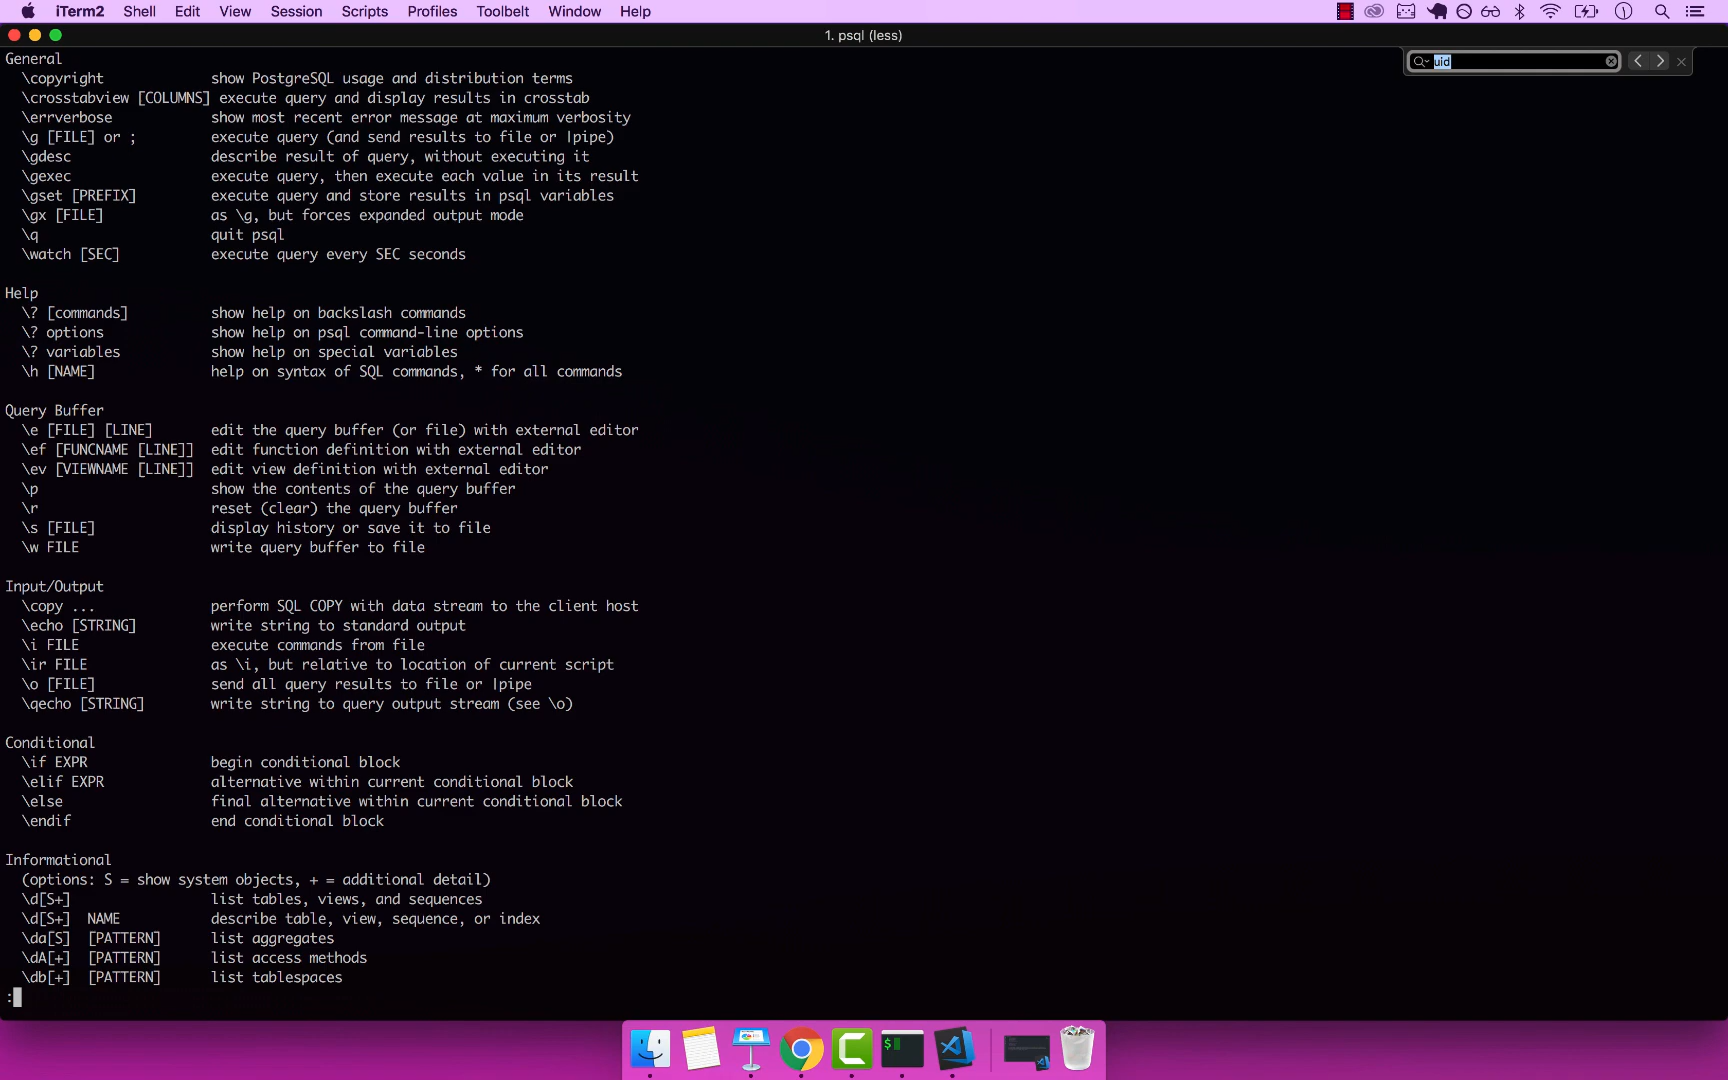 iTerm2 Shell Edit View Session Scripts Profiles Toolbelt Window Help
1. psql (less)
uid
General
\copyright show PostgreSQL usage and distribution terms
\crosstabview [COLUMNS] execute query and display results in crosstab
\errverbose show most recent error message at maximum verbosity
\g [FILE] or ; execute query (and send results to file or |pipe)
\gdesc describe result of query, without executing it
\gexec execute query, then execute each value in its result
\gset [PREFIX] execute query and store results in psql variables
\gx [FILE] as \g, but forces expanded output mode
\q quit psql
\watch [SEC] execute query every SEC seconds
Help
\? [commands] show help on backslash commands
\? options show help on psql command-line options
\? variables show help on special variables
\h [NAME] help on syntax of SQL commands, * for all commands
Query Buffer
\e [FILE] [LINE] edit the query buffer (or file) with external editor
\ef [FUNCNAME [LINE]] edit function definition with external editor
\ev [VIEWNAME [LINE]] edit view definition with external editor
\p show the contents of the query buffer
\r reset (clear) the query buffer
\s [FILE] display history or save it to file
\w FILE write query buffer to file
Input/Output
\copy ... perform SQL COPY with data stream to the client host
\echo [STRING] write string to standard output
\i FILE execute commands from file
\ir FILE as \i, but relative to location of current script
\o [FILE] send all query results to file or |pipe
\qecho [STRING] write string to query output stream (see \o)
Conditional
\if EXPR begin conditional block
\elif EXPR alternative within current conditional block
\else final alternative within current conditional block
\endif end conditional block
Informational
(options: S = show system objects, + = additional detail)
\d[S+] list tables, views, and sequences
\d[S+] NAME describe table, view, sequence, or index
\da[S] [PATTERN] list aggregates
\dA[+] [PATTERN] list access methods
\db[+] [PATTERN] list tablespaces
:
$